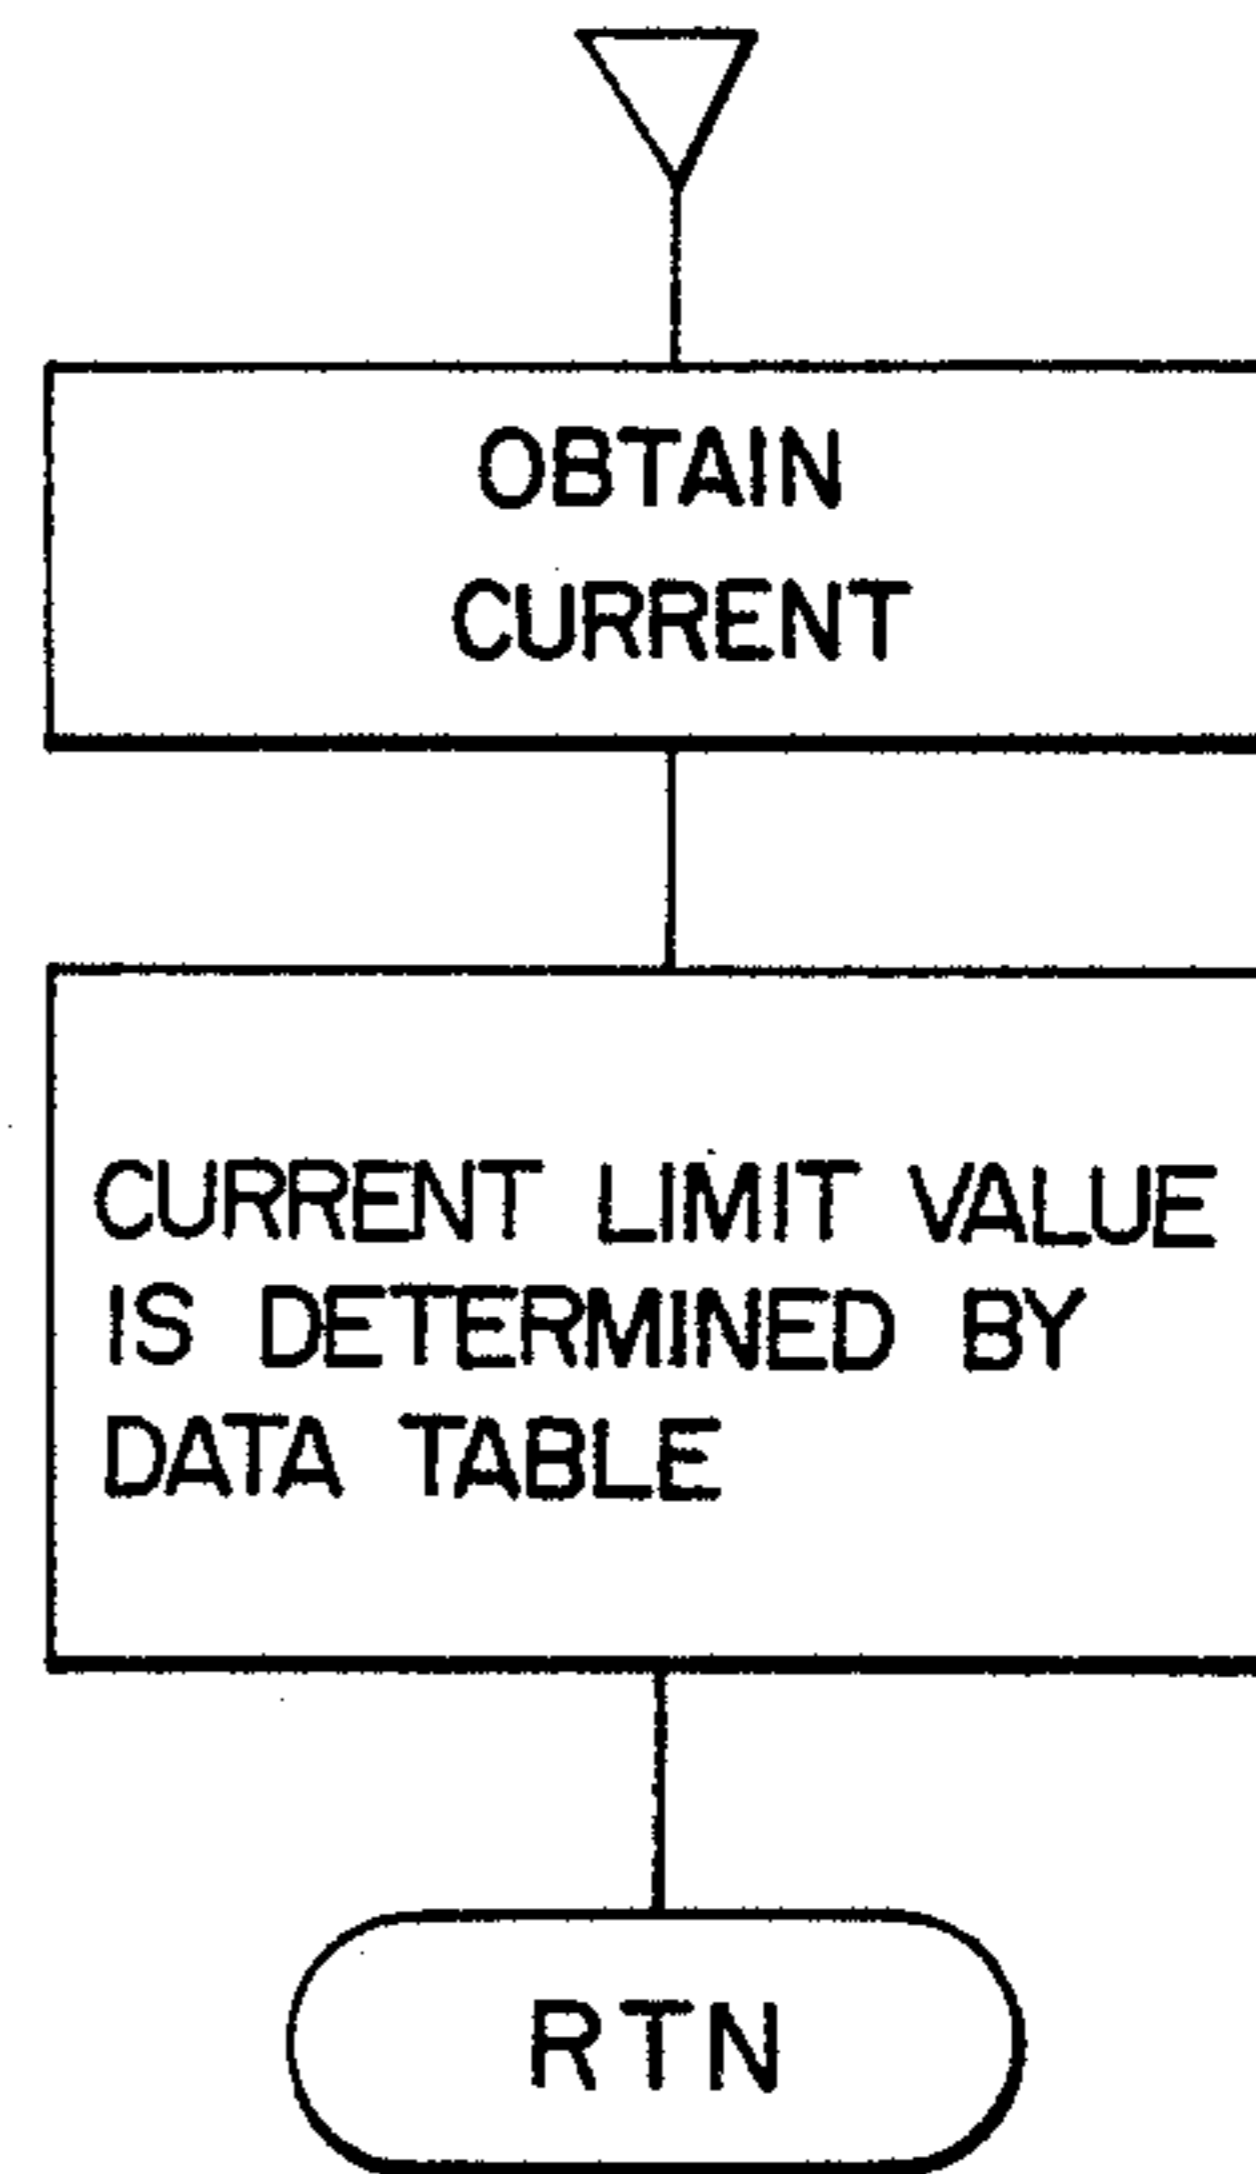 OBTAIN
CURRENT
CURRENT LIMIT VALUE
IS DETERMINED BY
DATA TABLE
RTN